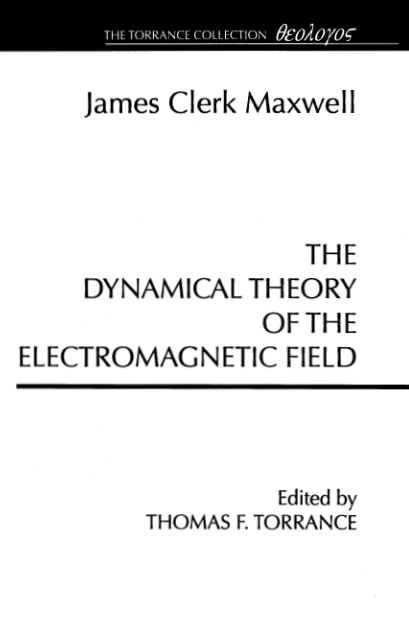 THE TORRANCE COLLECTION θεολογος
James Clerk Maxwell
THE
DYNAMICAL THEORY
OF THE
ELECTROMAGNETIC FIELD
Edited by
THOMAS F. TORRANCE